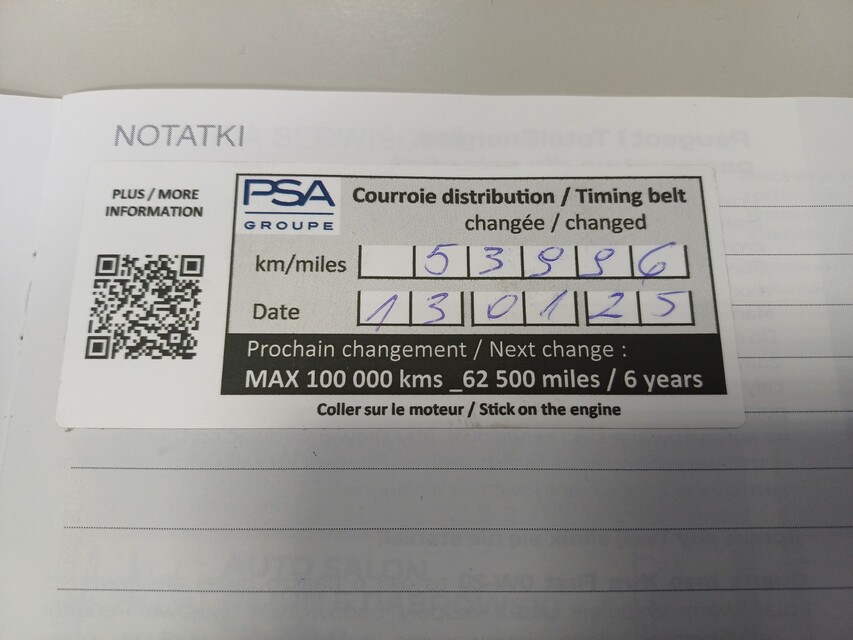 NOTATKI
PLUS / MORE
INFORMATION
PSA
GROUPE
Courroie distribution / Timing belt
changée / changed
km/miles 53996
Date 13 01 25
Prochain changement / Next change :
MAX 100 000 kms _62 500 miles / 6 years
Coller sur le moteur / Stick on the engine